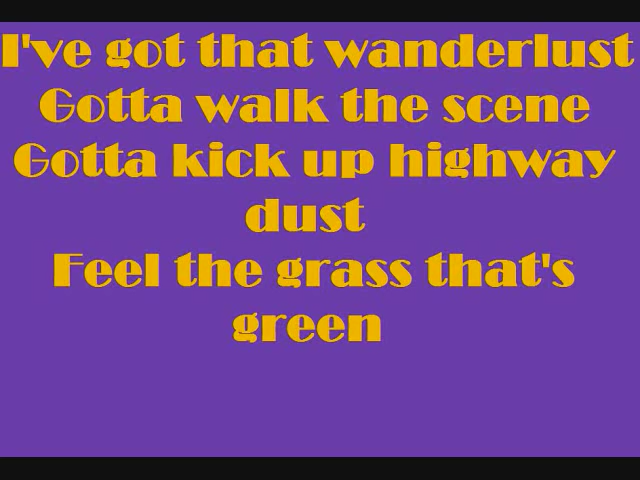 I've got that wanderlust
Gotta walk the scene
Gotta kick up highway
dust
Feel the grass that's
green